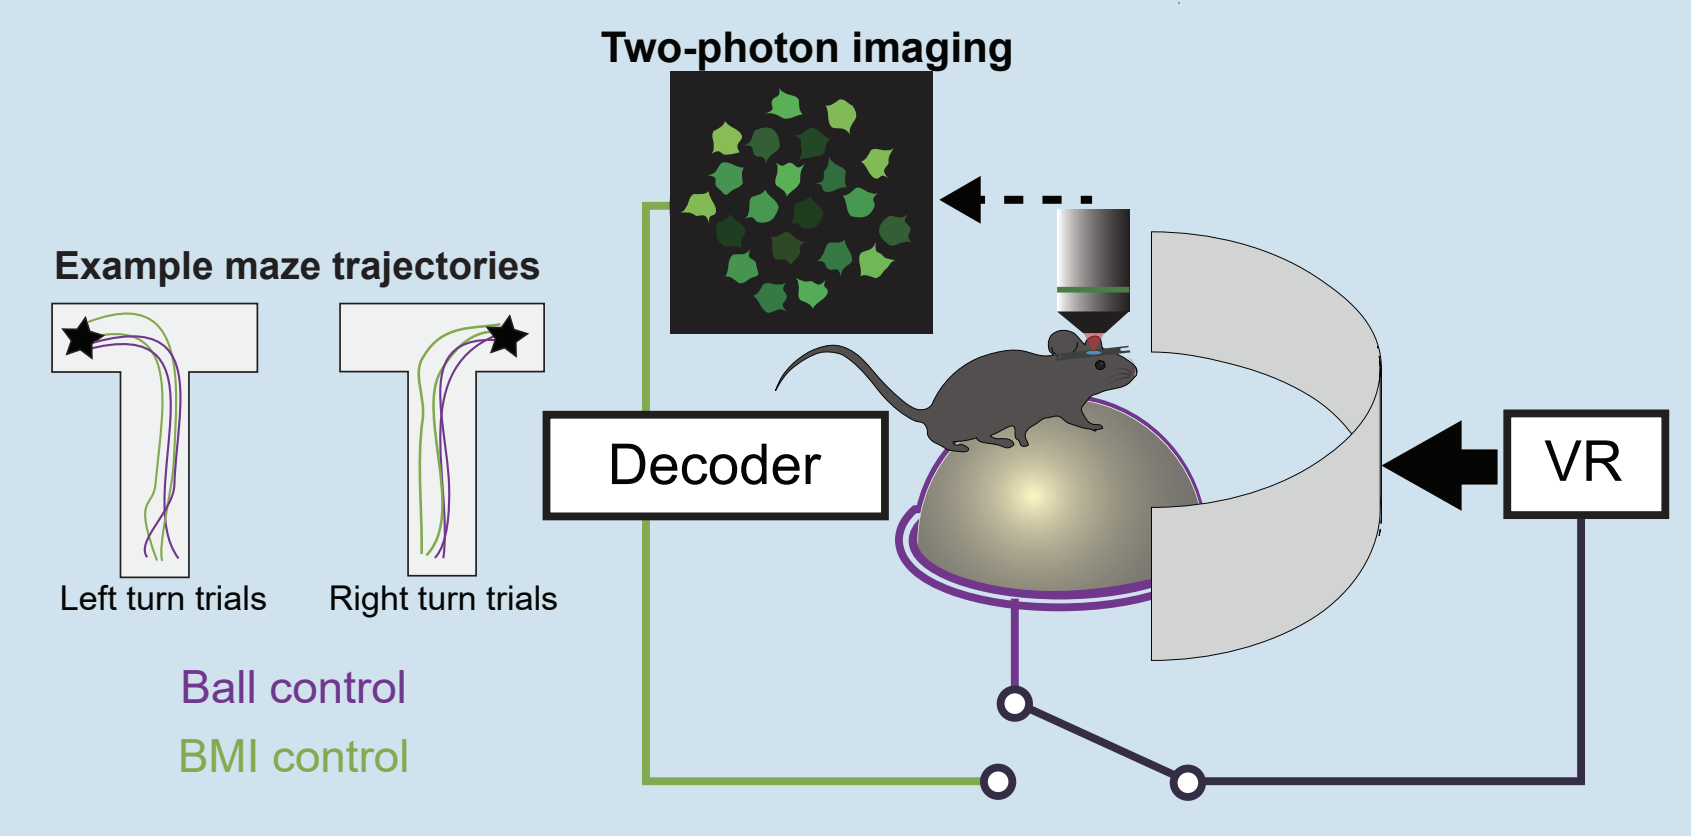 Two-photon imaging
Example maze trajectories
Left turn trials
Right turn trials
Ball control
BMI control
Decoder
VR